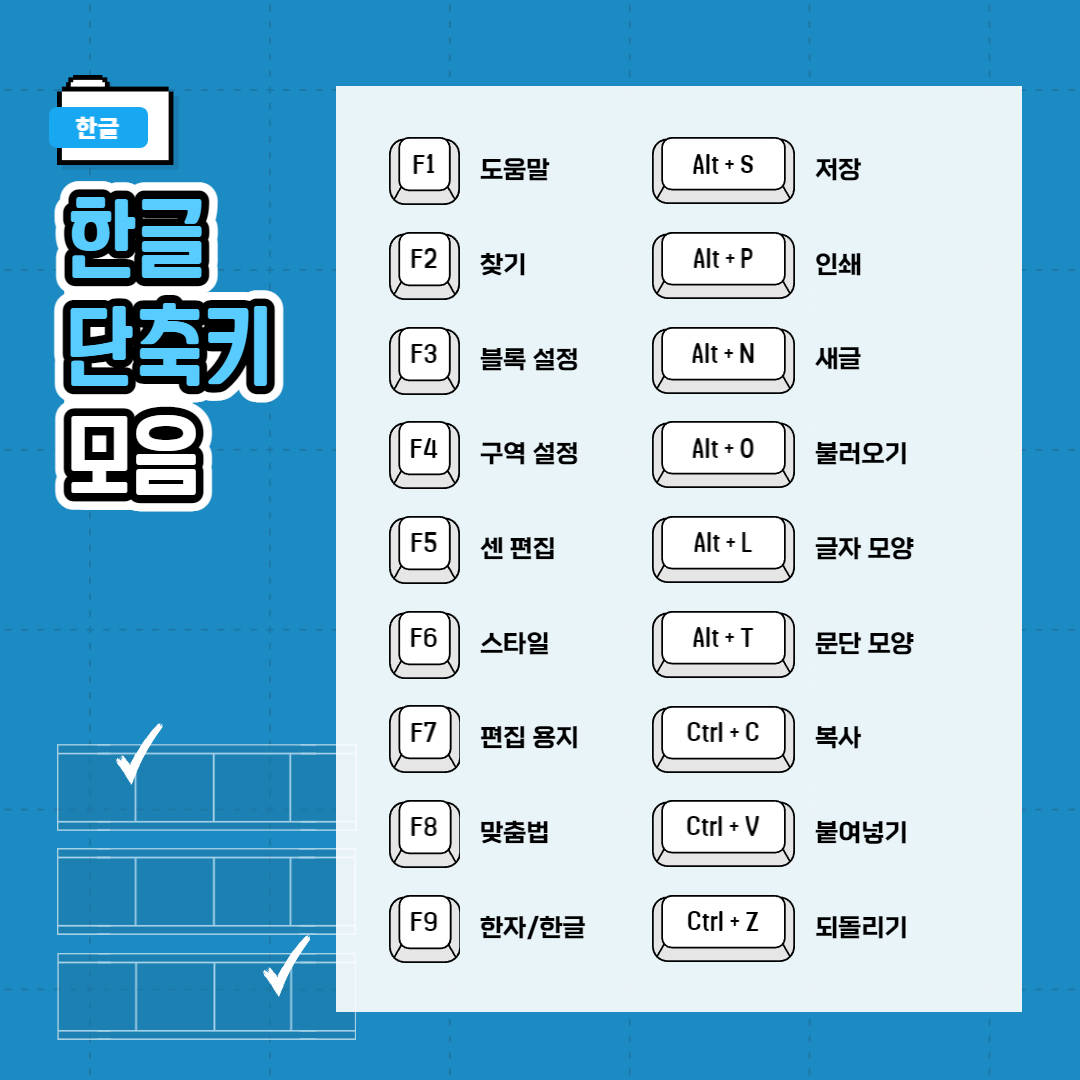 한글
한글
단축키
모음
F1 도움말
F2 찾기
F3 블록 설정
F4 구역 설정
F5 센 편집
F6 스타일
F7 편집 용지
F8 맞춤법
F9 한자/한글
Alt + S 저장
Alt + P 인쇄
Alt + N 새글
Alt + O 불러오기
Alt + L 글자 모양
Alt + T 문단 모양
Ctrl + C 복사
Ctrl + V 붙여넣기
Ctrl + Z 되돌리기